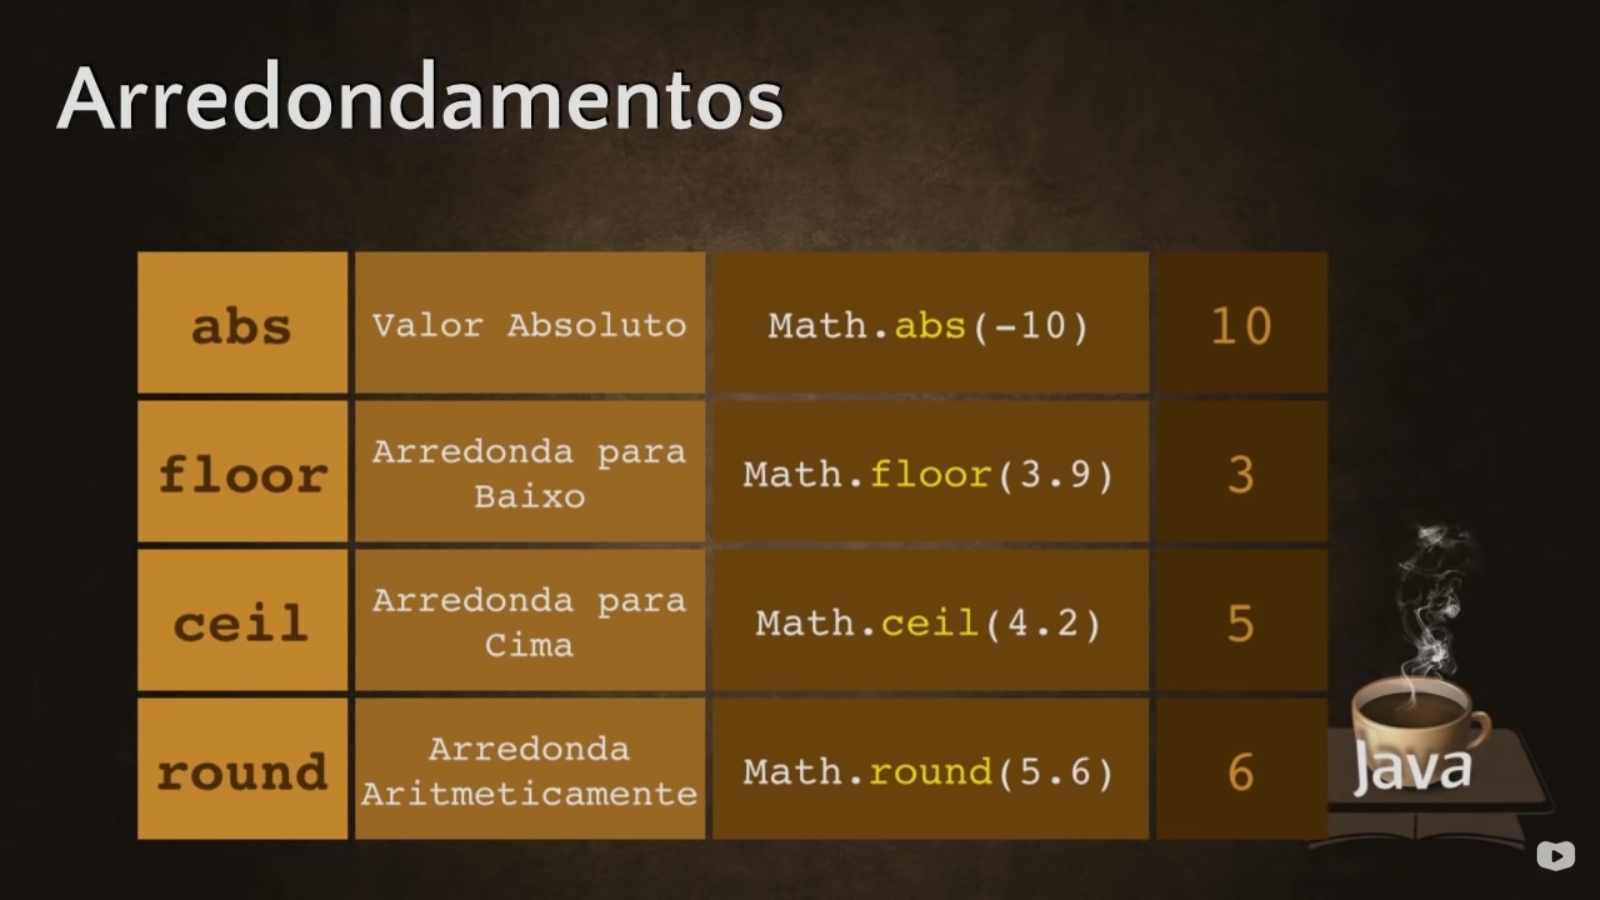 Arredondamentos
abs
Valor Absoluto
Math.abs(-10)
10
floor
Arredonda para
Baixo
Math.floor(3.9)
3
ceil
Arredonda para
Cima
Math.ceil(4.2)
5
round
Arredonda
Aritmeticamente
Math.round(5.6)
6
Java